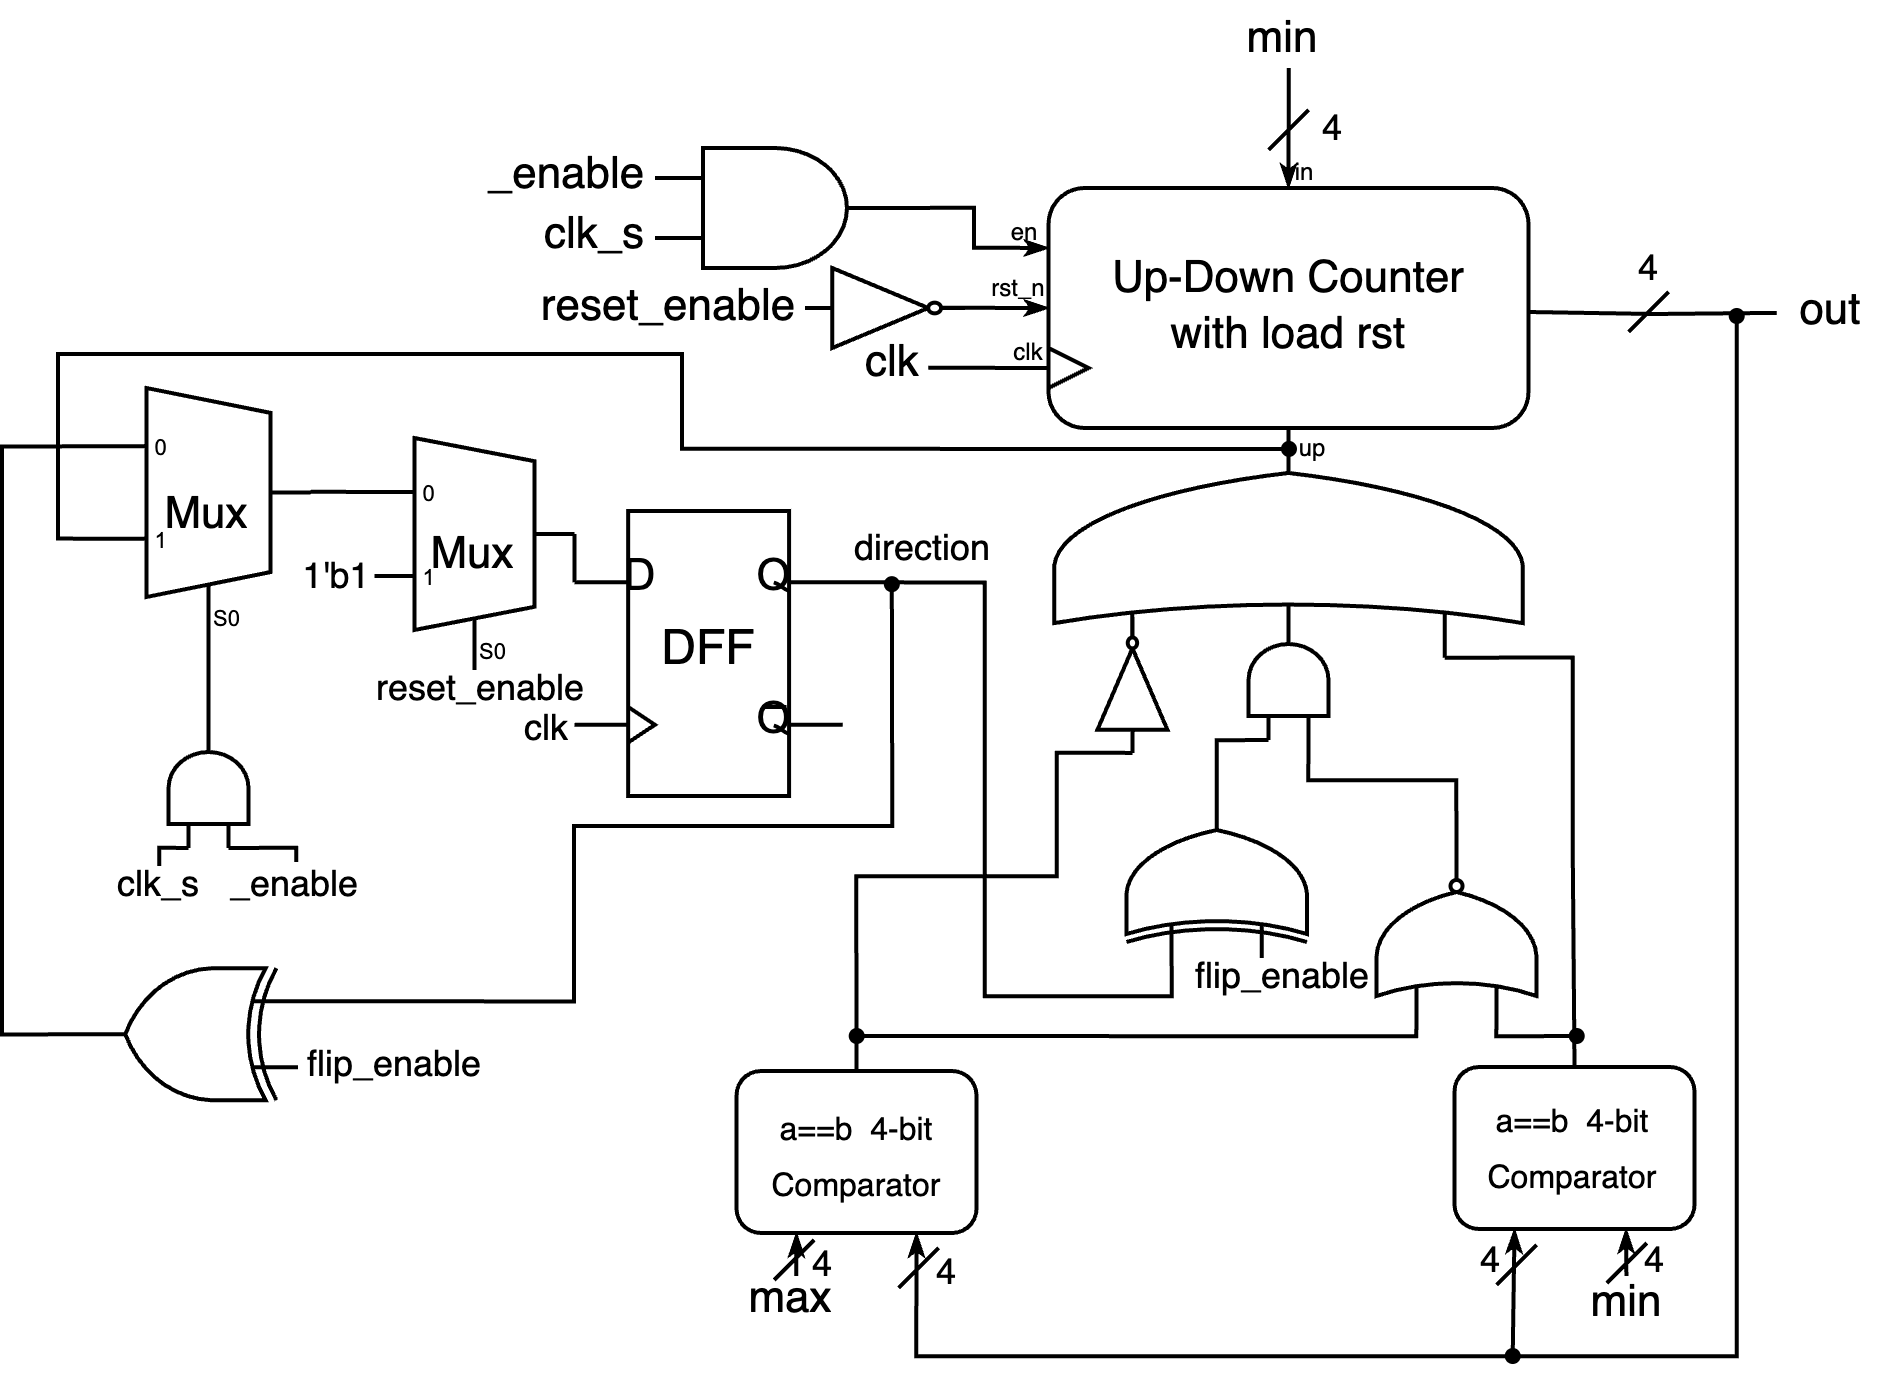 min
4
in
_enable
clk_s
en
reset_enable
rst_n
clk
clk
Up-Down Counter
with load rst
4
out
up
0
Mux
1
S0
0
Mux
1'b1
1
S0
reset_enable
D
Q
DFF
clk
Q
direction
clk_s
_enable
flip_enable
flip_enable
a==b 4-bit
Comparator
4
max
4
a==b 4-bit
Comparator
4
4
min